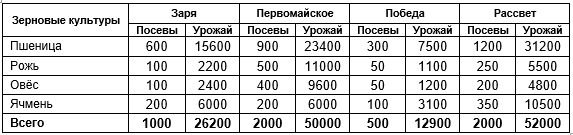 Зерновые культуры Заря Первомайское Победа Рассвет
Посевы Урожай Посевы Урожай Посевы Урожай Посевы Урожай
Пшеница 600 15600 900 23400 300 7500 1200 31200
Рожь 100 2200 500 11000 50 1100 250 5500
Овёс 100 2400 400 9600 50 1200 200 4800
Ячмень 200 6000 200 6000 100 3100 350 10500
Всего 1000 26200 2000 50000 500 12900 2000 52000